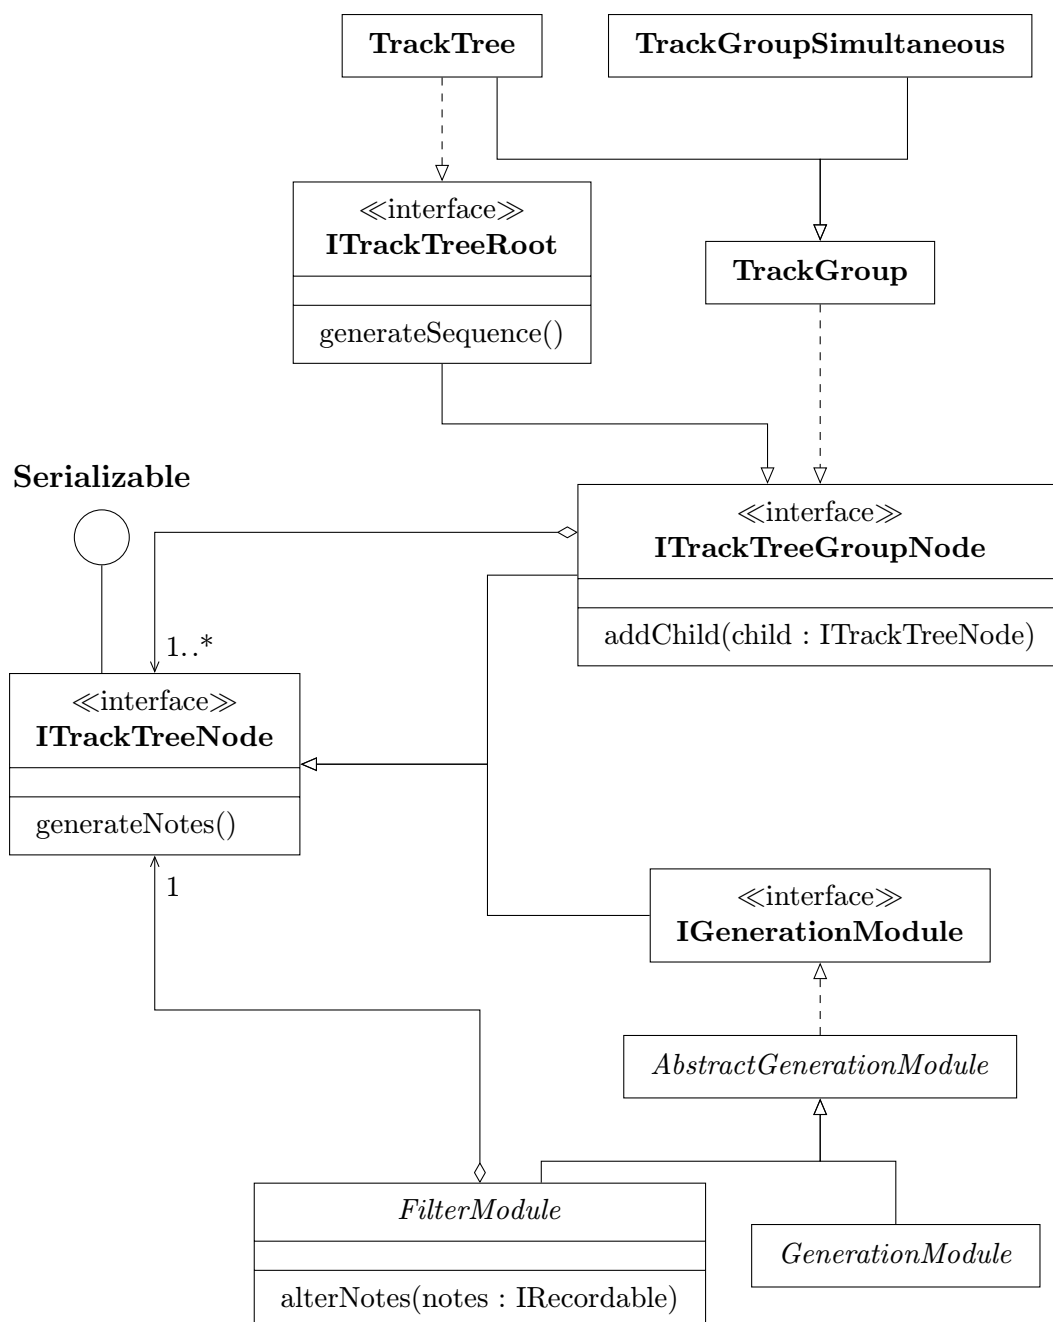 TrackTree
TrackGroupSimultaneous
≪interface≫
ITrackTreeRoot
generateSequence()
TrackGroup
Serializable
≪interface≫
ITrackTreeGroupNode
addChild(child : ITrackTreeNode)
1..*
≪interface≫
ITrackTreeNode
generateNotes()
1
≪interface≫
IGenerationModule
AbstractGenerationModule
FilterModule
alterNotes(notes : IRecordable)
GenerationModule